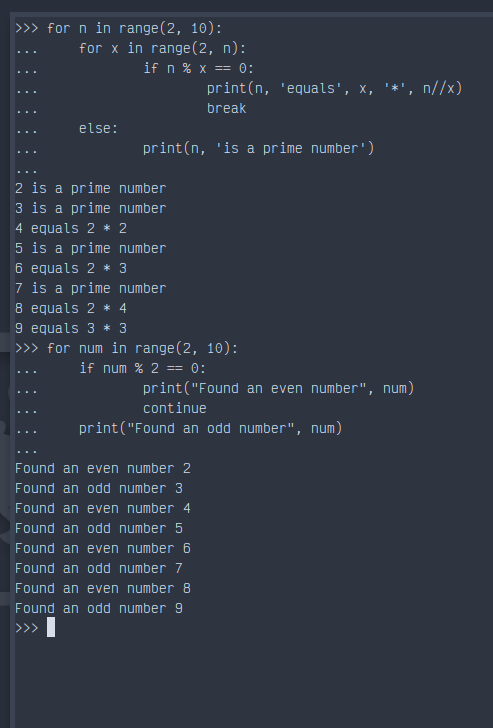 >>> for n in range(2, 10):
...     for x in range(2, n):
...             if n % x == 0:
...                     print(n, 'equals', x, '*', n//x)
...                     break
...     else:
...             print(n, 'is a prime number')
...
2 is a prime number
3 is a prime number
4 equals 2 * 2
5 is a prime number
6 equals 2 * 3
7 is a prime number
8 equals 2 * 4
9 equals 3 * 3
>>> for num in range(2, 10):
...     if num % 2 == 0:
...             print("Found an even number", num)
...             continue
...     print("Found an odd number", num)
...
Found an even number 2
Found an odd number 3
Found an even number 4
Found an odd number 5
Found an even number 6
Found an odd number 7
Found an even number 8
Found an odd number 9
>>>